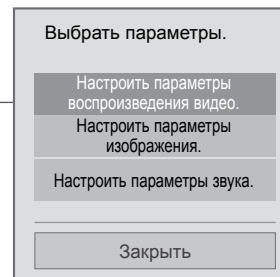 Выбрать параметры.
Настроить параметры
воспроизведения видео.
Настроить параметры
изображения.
Настроить параметры звука.
Закрыть